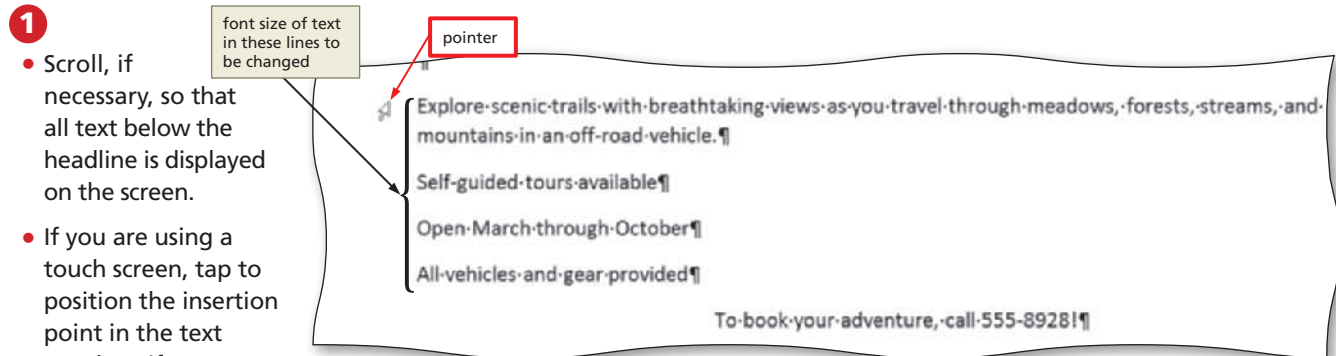 1
• Scroll, if
necessary, so that
all text below the
headline is displayed
on the screen.
• If you are using a
touch screen, tap to
position the insertion
point in the text
font size of text
in these lines to
be changed
pointer
¶
Explore·scenic·trails·with·breathtaking·views·as·you·travel·through·meadows,·forests,·streams,·and·
mountains·in·an·off-road·vehicle.¶
Self-guided·tours·available¶
Open·March·through·October¶
All·vehicles·and·gear·provided¶
To·book·your·adventure,·call·555-8928!¶